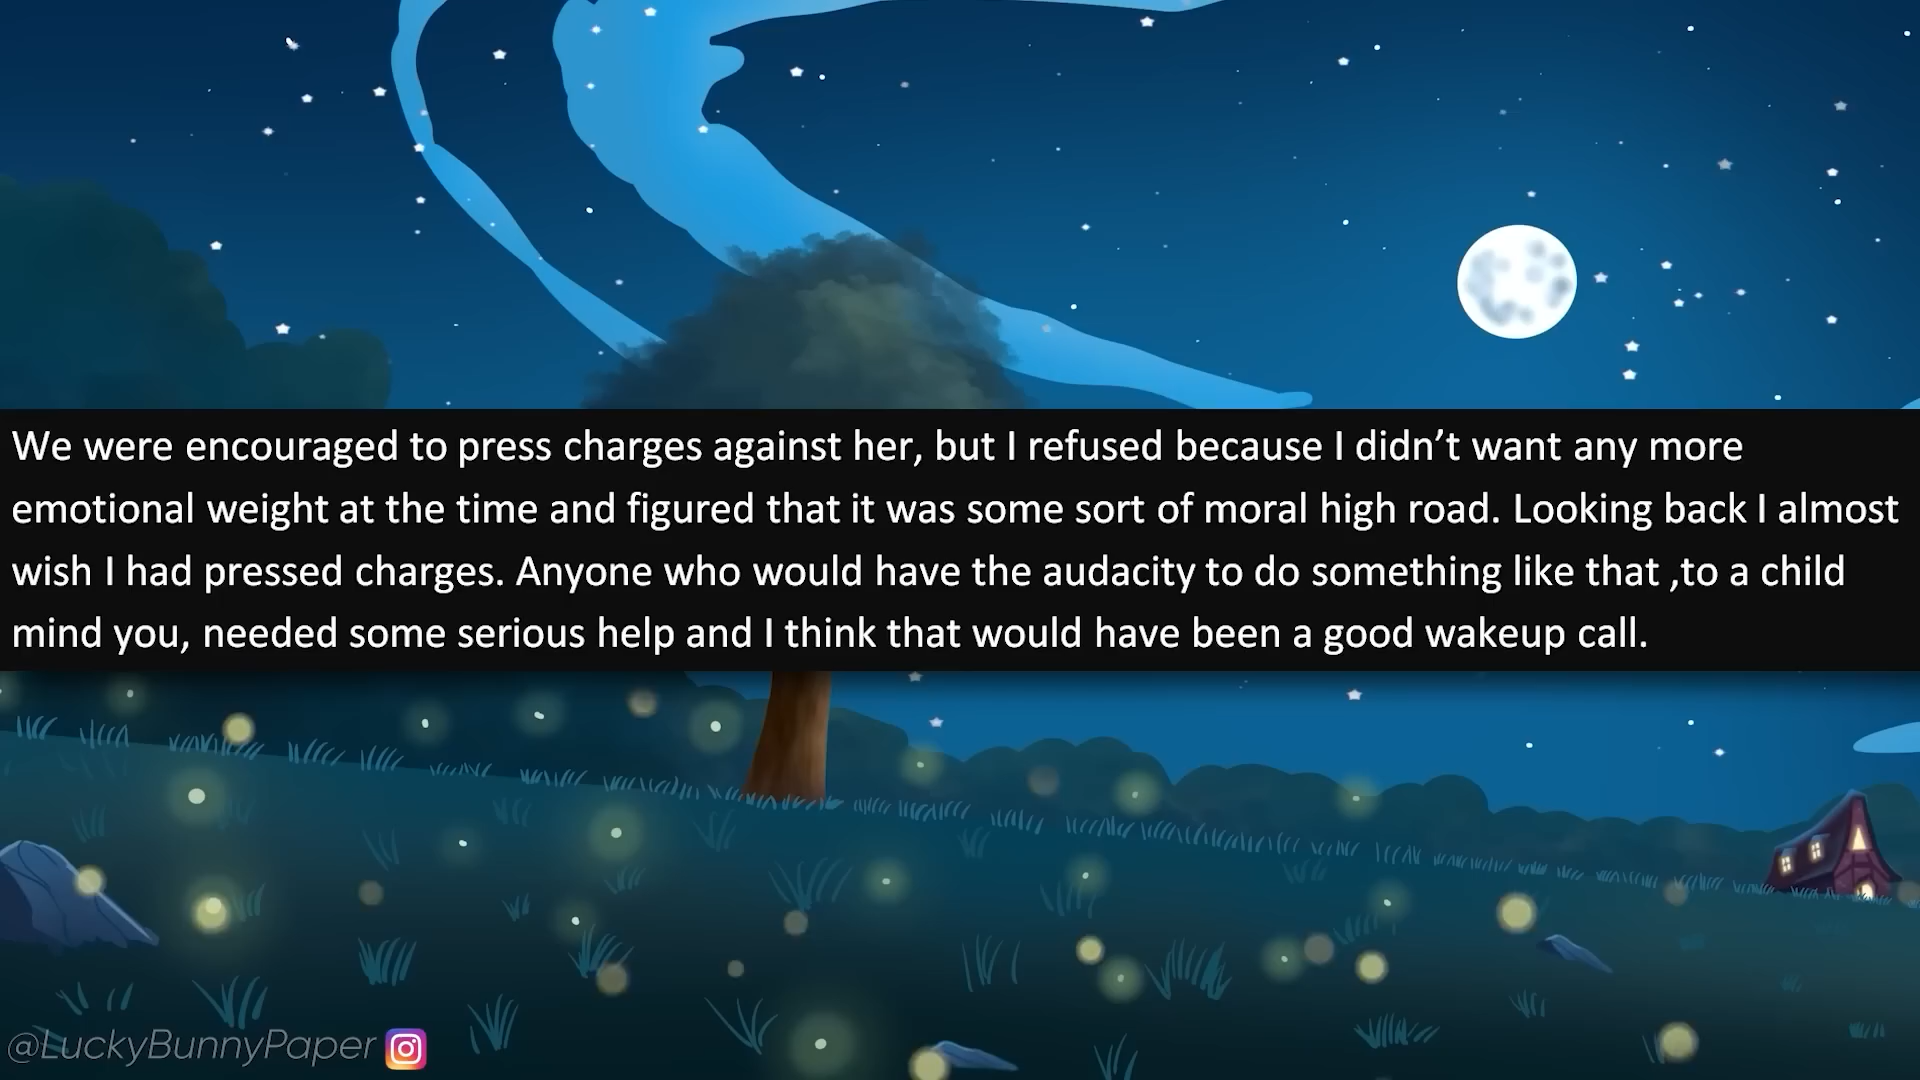 We were encouraged to press charges against her, but I refused because I didn’t want any more
emotional weight at the time and figured that it was some sort of moral high road. Looking back I almost
wish I had pressed charges. Anyone who would have the audacity to do something like that ,to a child
mind you, needed some serious help and I think that would have been a good wakeup call.
@LuckyBunnyPaper